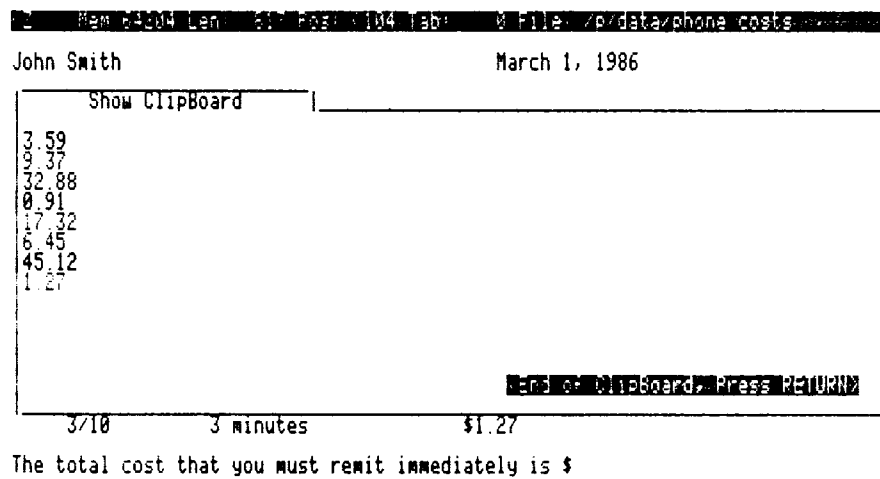 Z Mem Len 617 Pos: 104 Tab: 0 File: /p/data/phone costs
John Smith March 1, 1986
Show ClipBoard
3.59
9.37
32.88
0.91
17.32
6.45
45.12
1.27
<End of ClipBoard, Press RETURN>
3/10 3 minutes $1.27
The total cost that you must remit immediately is $